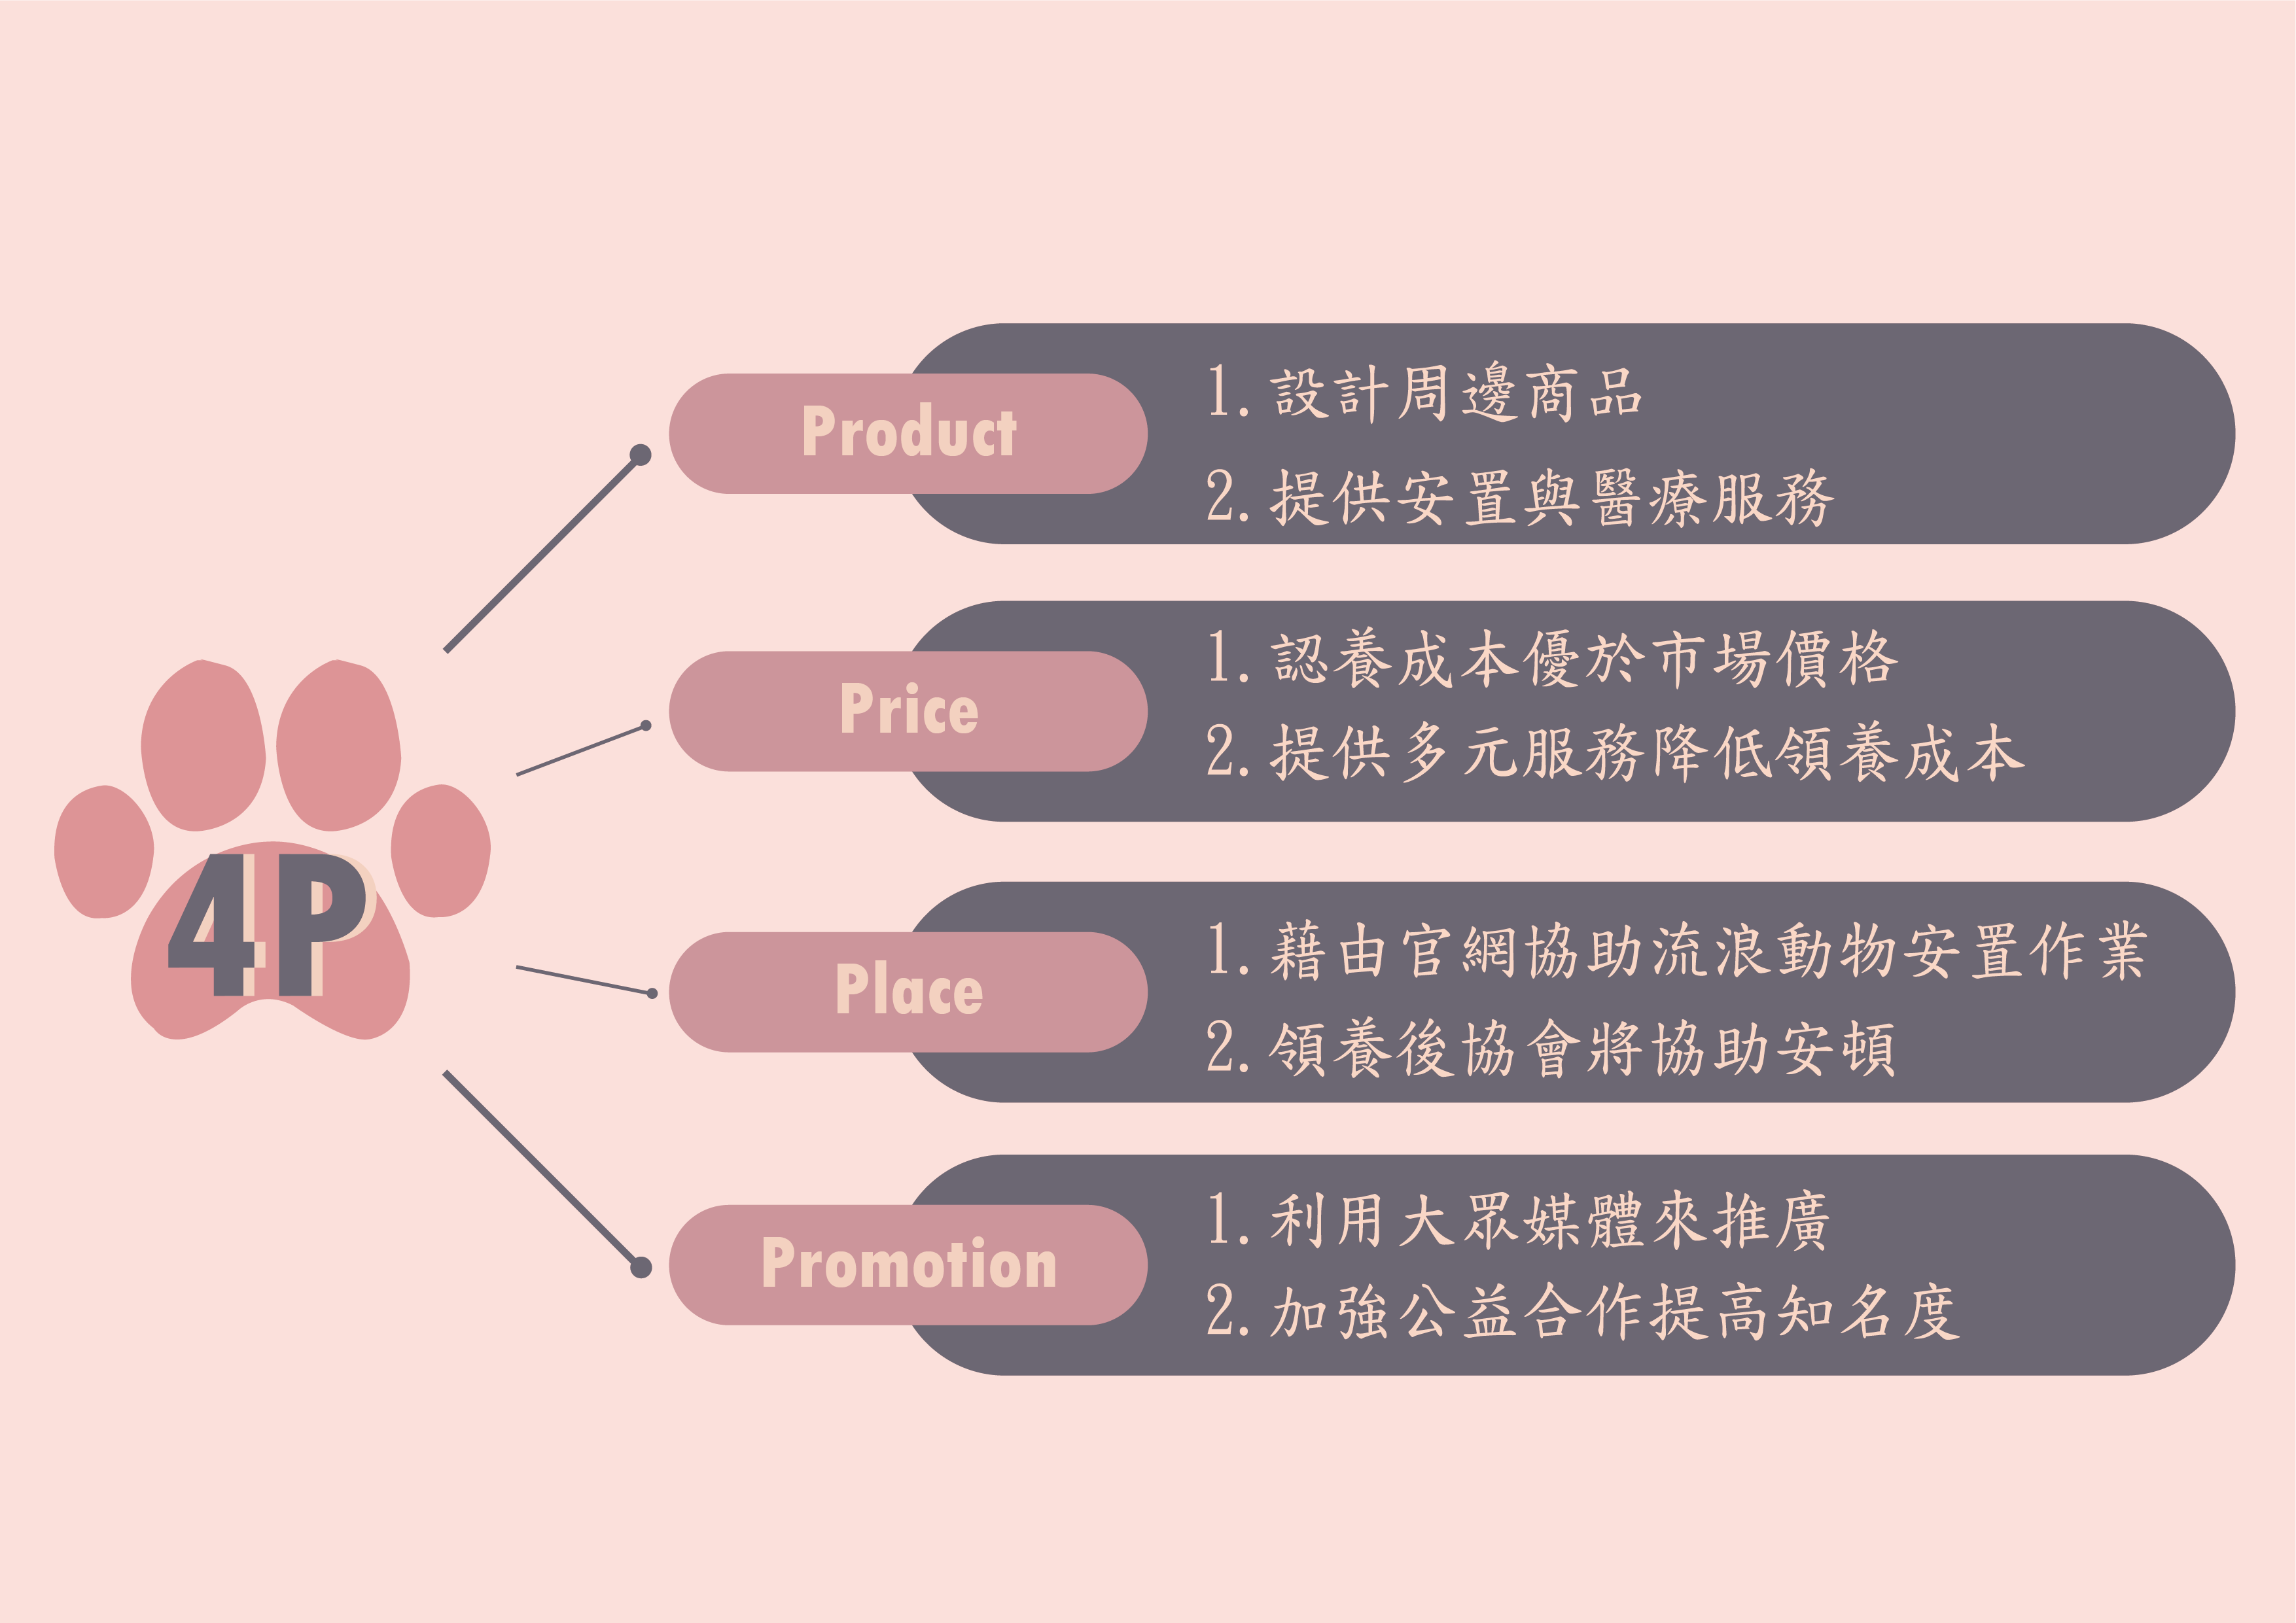 4P
Product
1.設計周邊商品
2.提供安置與醫療服務
Price
1.認養成本優於市場價格
2.提供多元服務降低領養成本
Place
1.藉由官網協助流浪動物安置作業
2.領養後協會將協助安頓
Promotion
1.利用大眾媒體來推廣
2.加強公益合作提高知名度